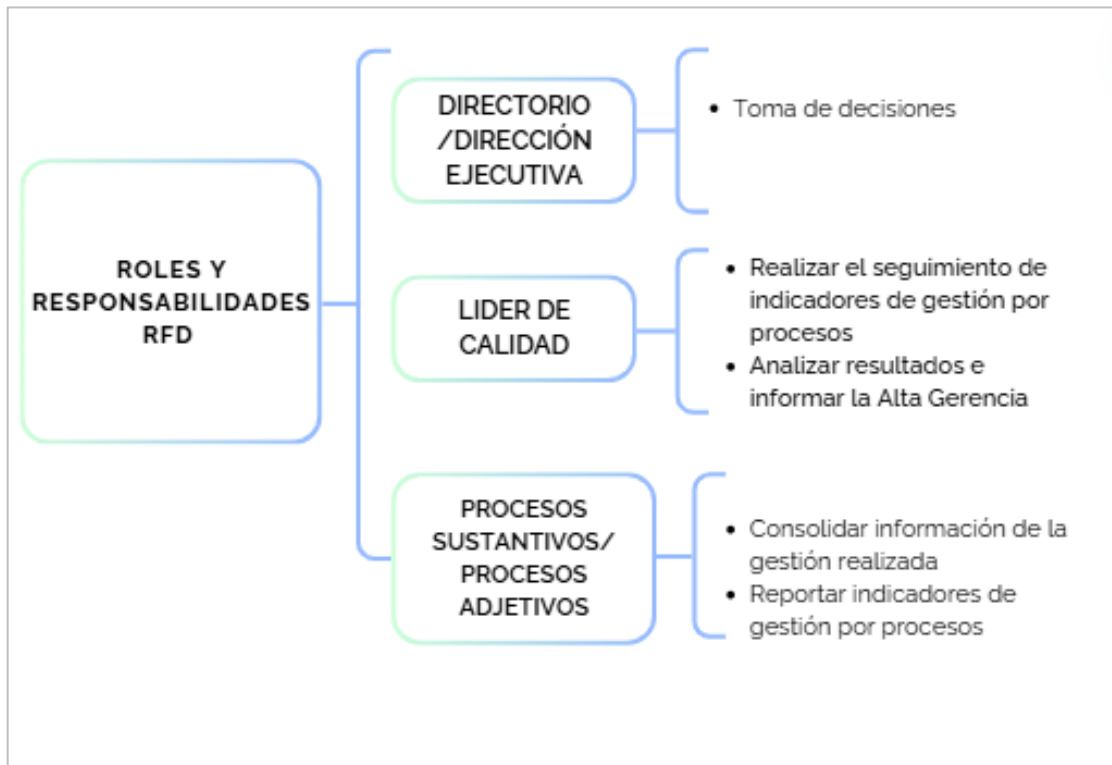 ROLES Y
RESPONSABILIDADES
RFD
DIRECTORIO
/DIRECCIÓN
EJECUTIVA
• Toma de decisiones
LIDER DE
CALIDAD
• Realizar el seguimiento de
indicadores de gestión por
procesos
• Analizar resultados e
informar la Alta Gerencia
PROCESOS
SUSTANTIVOS/
PROCESOS
ADJETIVOS
• Consolidar información de la
gestión realizada
• Reportar indicadores de
gestión por procesos